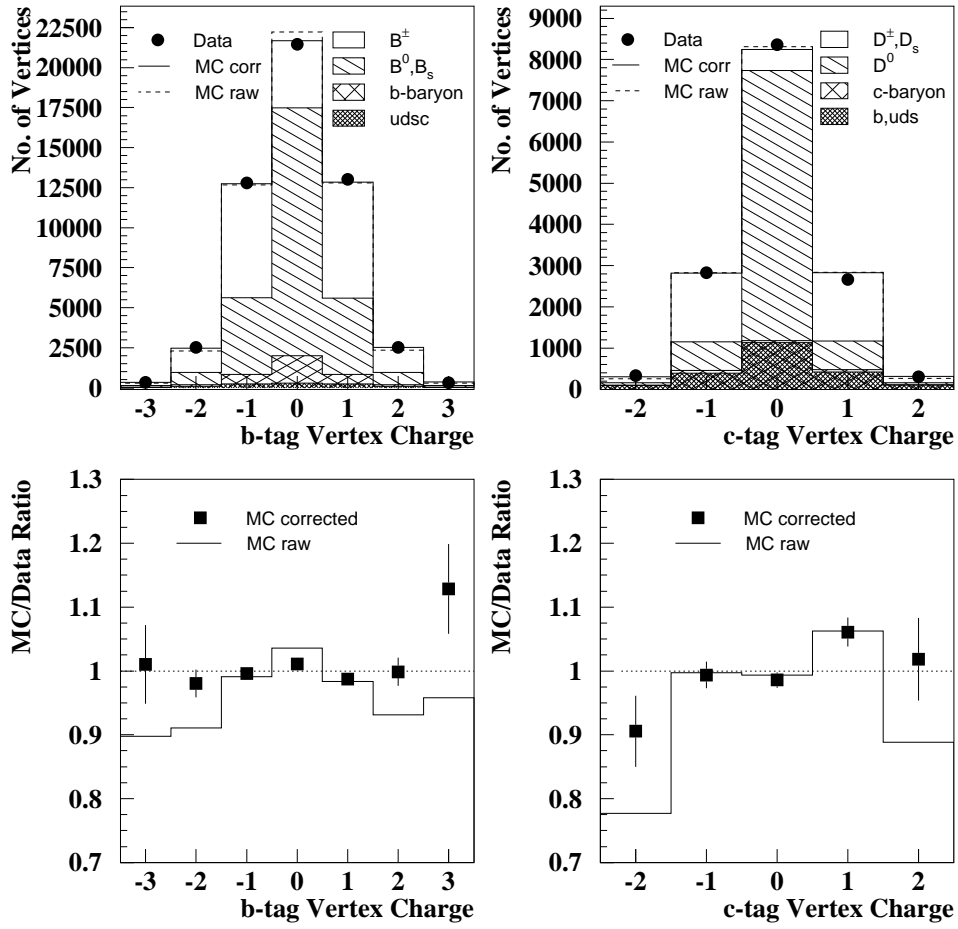 No. of Vertices
22500
20000
17500
15000
12500
10000
7500
5000
2500
0
Data
MC corr
MC raw
B±
B⁰,Bₛ
b-baryon
udsc
-3 -2 -1 0 1 2 3
b-tag Vertex Charge
No. of Vertices
9000
8000
7000
6000
5000
4000
3000
2000
1000
0
Data
MC corr
MC raw
D±,Dₛ
D⁰
c-baryon
b,uds
-2 -1 0 1 2
c-tag Vertex Charge
MC/Data Ratio
1.3
1.2
1.1
1
0.9
0.8
0.7
MC corrected
MC raw
-3 -2 -1 0 1 2 3
b-tag Vertex Charge
MC/Data Ratio
1.3
1.2
1.1
1
0.9
0.8
0.7
MC corrected
MC raw
-2 -1 0 1 2
c-tag Vertex Charge